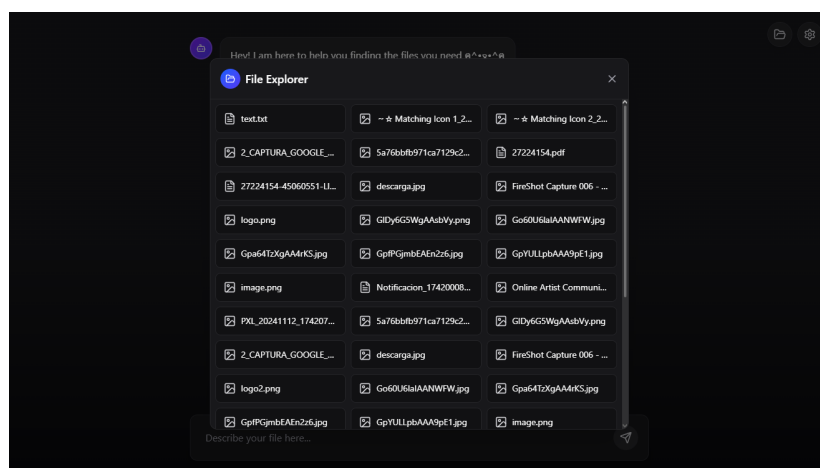 Hey! I am here to help you finding the files you need
File Explorer
text.txt
~ ☆ Matching Icon 1_2...
~ ☆ Matching Icon 2_2...
2_CAPTURA_GOOGLE_...
5a76bbfb971ca7129c2...
27224154.pdf
27224154-45060551-LI...
descarga.jpg
FireShot Capture 006 - ...
logo.png
GlDy6G5WgAAsbVy.png
Go60U6laIAANWFW.jpg
Gpa64TzXgAA4rKS.jpg
GpfPGjmbEAEn2z6.jpg
GpYULLpbAAA9pE1.jpg
image.png
Notificacion_17420008...
Online Artist Communi...
PXL_20241112_174207...
5a76bbfb971ca7129c2...
GlDy6G5WgAAsbVy.png
2_CAPTURA_GOOGLE_...
descarga.jpg
FireShot Capture 006 - ...
logo2.png
Go60U6laIAANWFW.jpg
Gpa64TzXgAA4rKS.jpg
GpfPGjmbEAEn2z6.jpg
GpYULLpbAAA9pE1.jpg
image.png
Describe your file here...